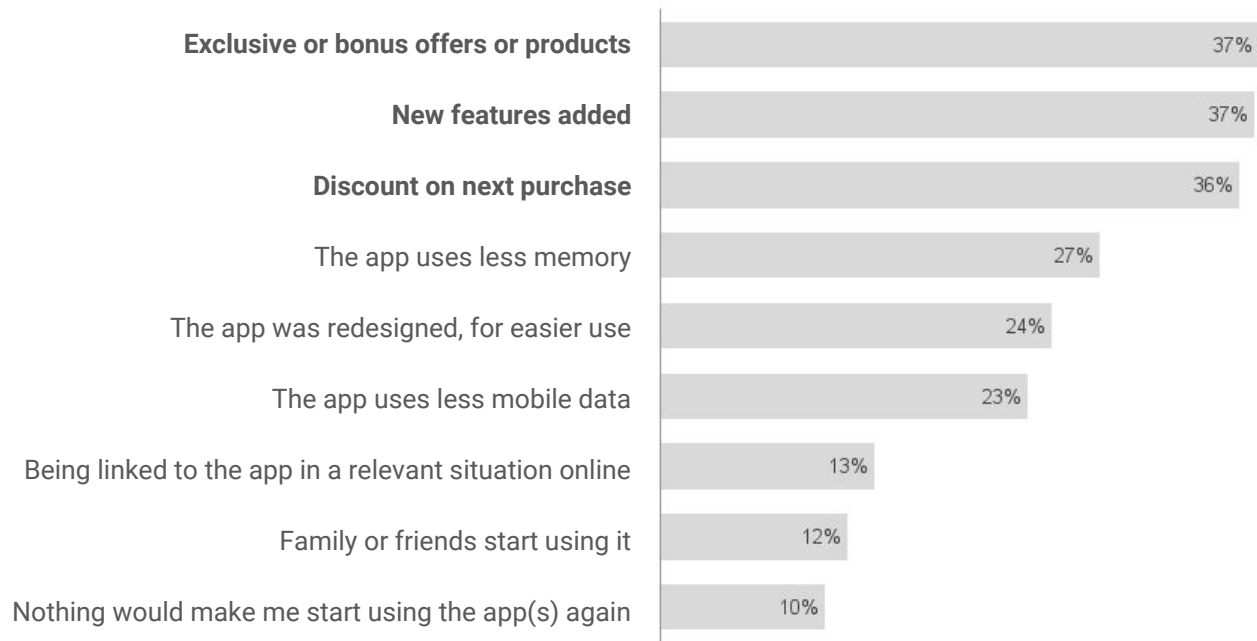 Exclusive or bonus offers or products 37%
New features added 37%
Discount on next purchase 36%
The app uses less memory 27%
The app was redesigned, for easier use 24%
The app uses less mobile data 23%
Being linked to the app in a relevant situation online 13%
Family or friends start using it 12%
Nothing would make me start using the app(s) again 10%